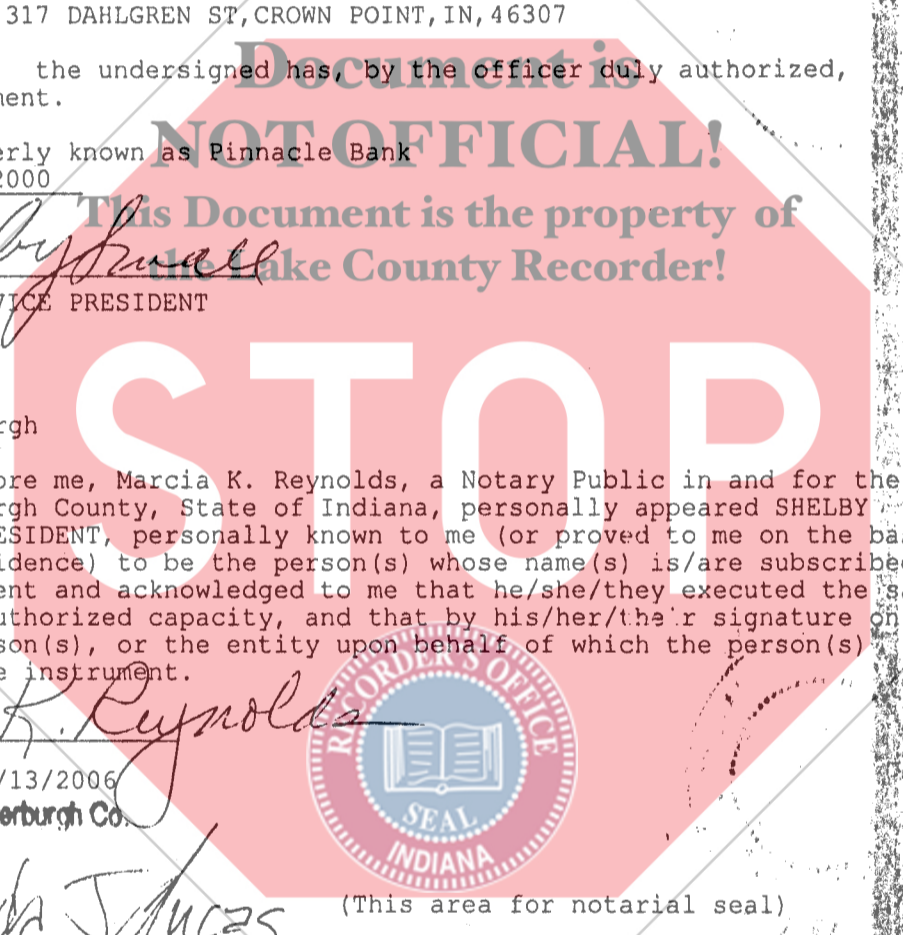 317 DAHLGREN ST,CROWN POINT,IN,46307
Document is
the undersigned has, by the officer duly authorized,
ment.
NOT OFFICIAL!
erly known as Pinnacle Bank
2000
This Document is the property of
the Lake County Recorder!
VICE PRESIDENT
STOP
rgh
ore me, Marcia K. Reynolds, a Notary Public in and for the
rgh County, State of Indiana, personally appeared SHELBY
ESIDENT, personally known to me (or proved to me on the ba
idence) to be the person(s) whose name(s) is/are subscribed
ent and acknowledged to me that he/she/they executed the sa
uthorized capacity, and that by his/her/the r signature on
son(s), or the entity upon behalf of which the person(s)
e instrument.
RECORDER'S OFFICE
K. Reynolds
/13/2006
erburgh Co.
SEAL
INDIANA
J Lucas
(This area for notarial seal)